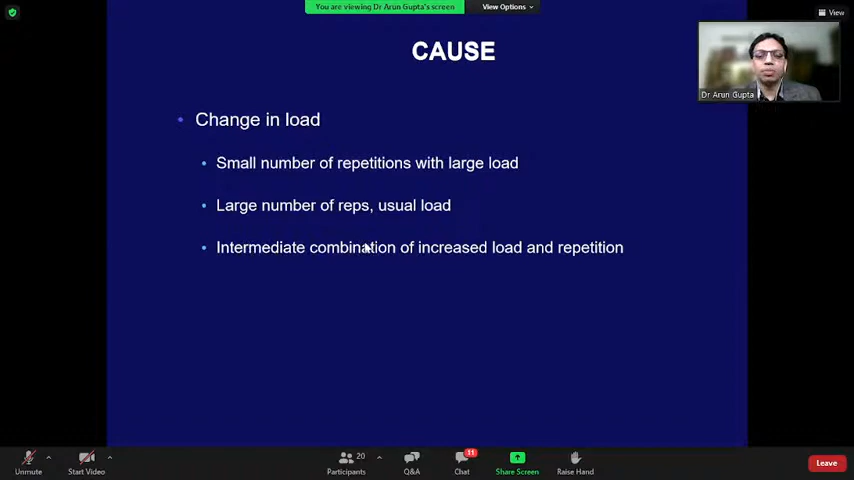 You are viewing Dr Arun Gupta's screen
View Options
View
CAUSE
Dr Arun Gupta
• Change in load
• Small number of repetitions with large load
• Large number of reps, usual load
• Intermediate combination of increased load and repetition
Unmute
Start Video
20
Participants
Q&A
11
Chat
Share Screen
Raise Hand
Leave